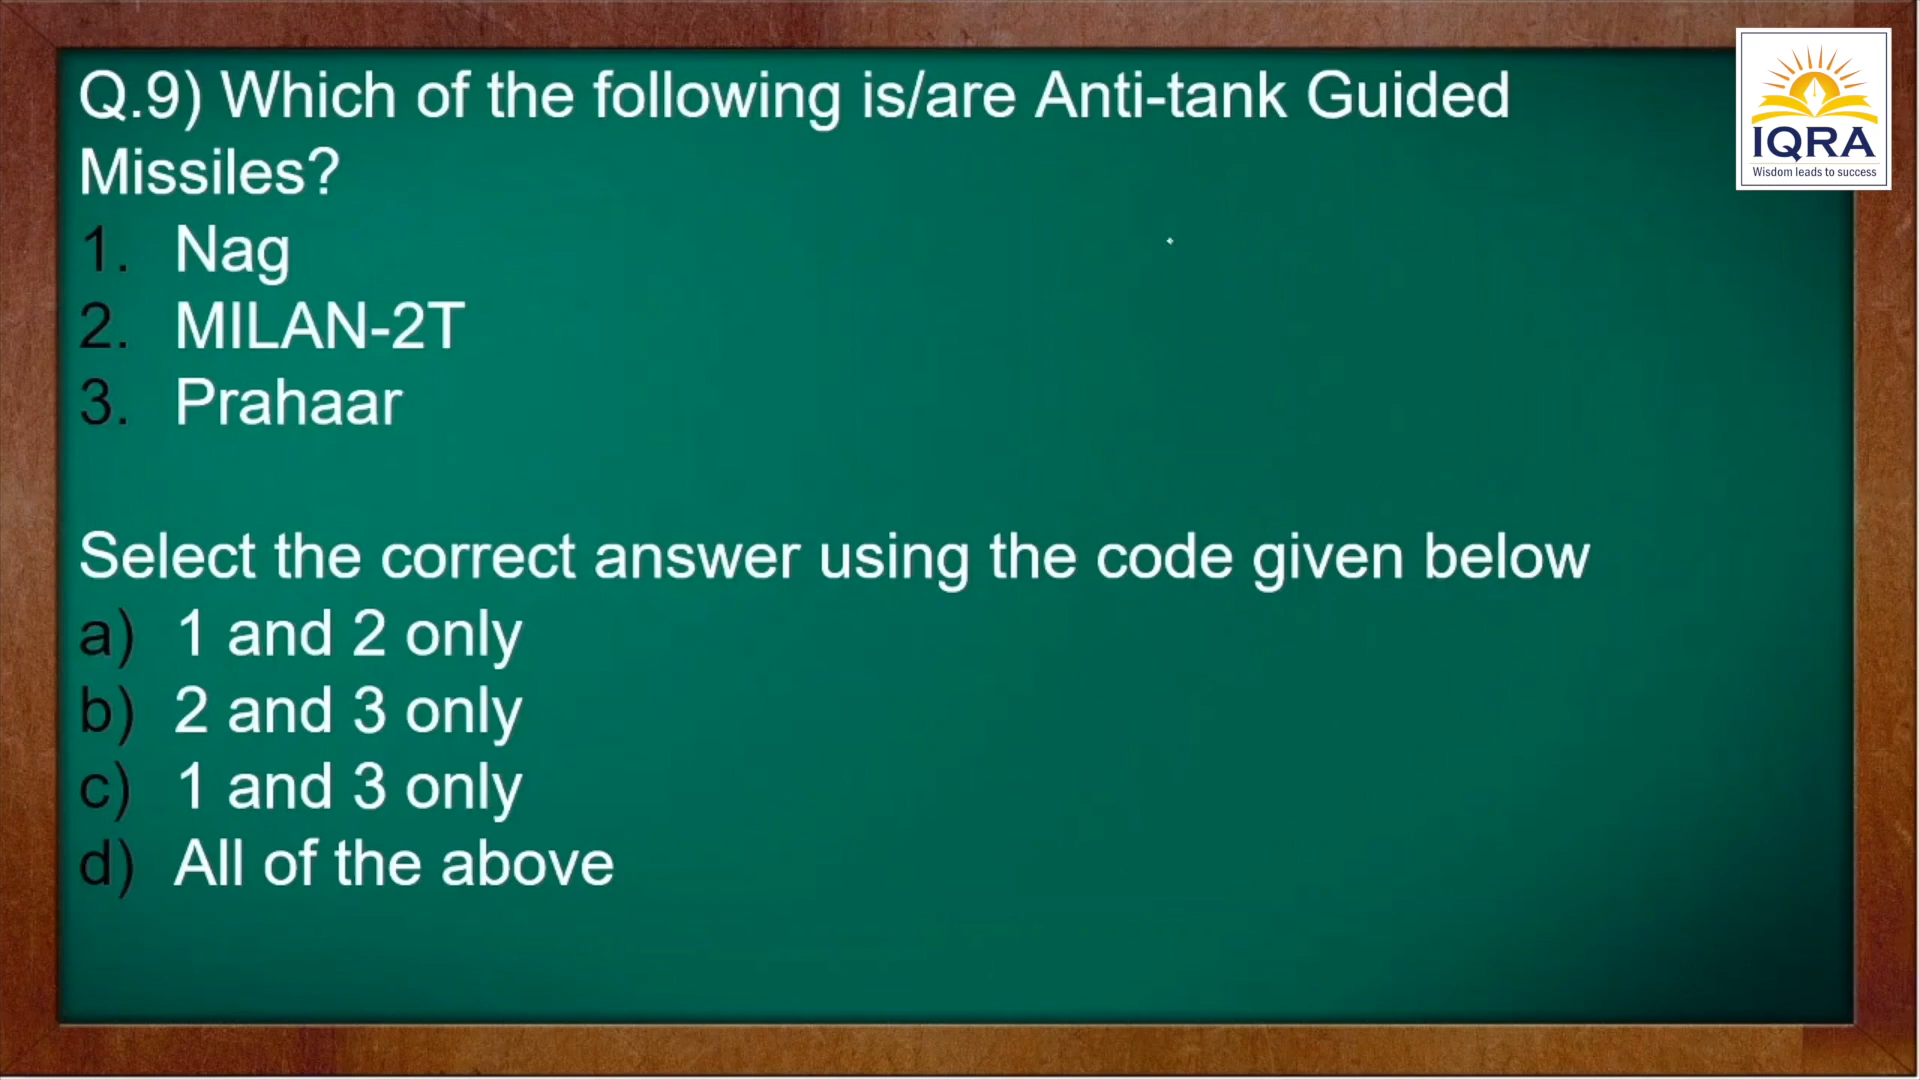 Q.9) Which of the following is/are Anti-tank Guided
Missiles?
1. Nag
2. MILAN-2T
3. Prahaar
Select the correct answer using the code given below
a) 1 and 2 only
b) 2 and 3 only
c) 1 and 3 only
d) All of the above
IQRA
Wisdom leads to success